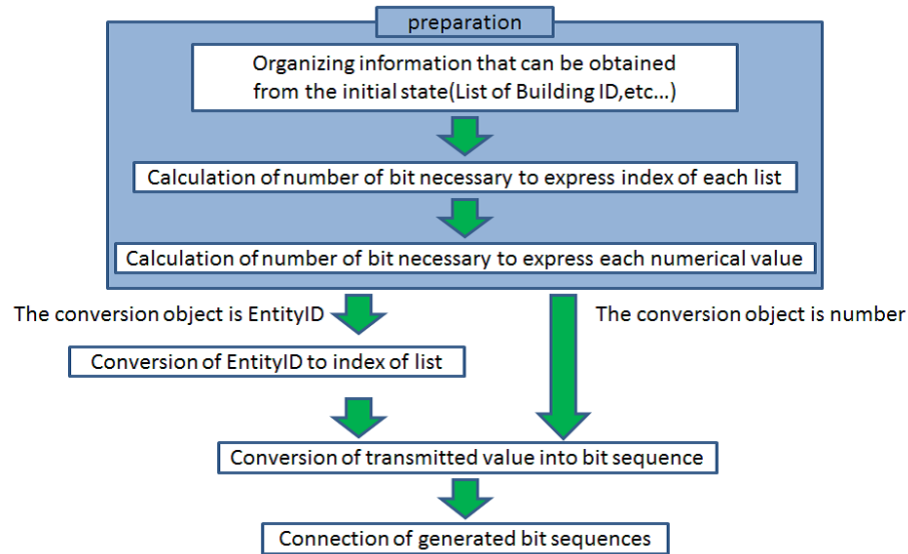 preparation
Organizing information that can be obtained
from the initial state(List of Building ID,etc...)
Calculation of number of bit necessary to express index of each list
Calculation of number of bit necessary to express each numerical value
The conversion object is EntityID
The conversion object is number
Conversion of EntityID to index of list
Conversion of transmitted value into bit sequence
Connection of generated bit sequences